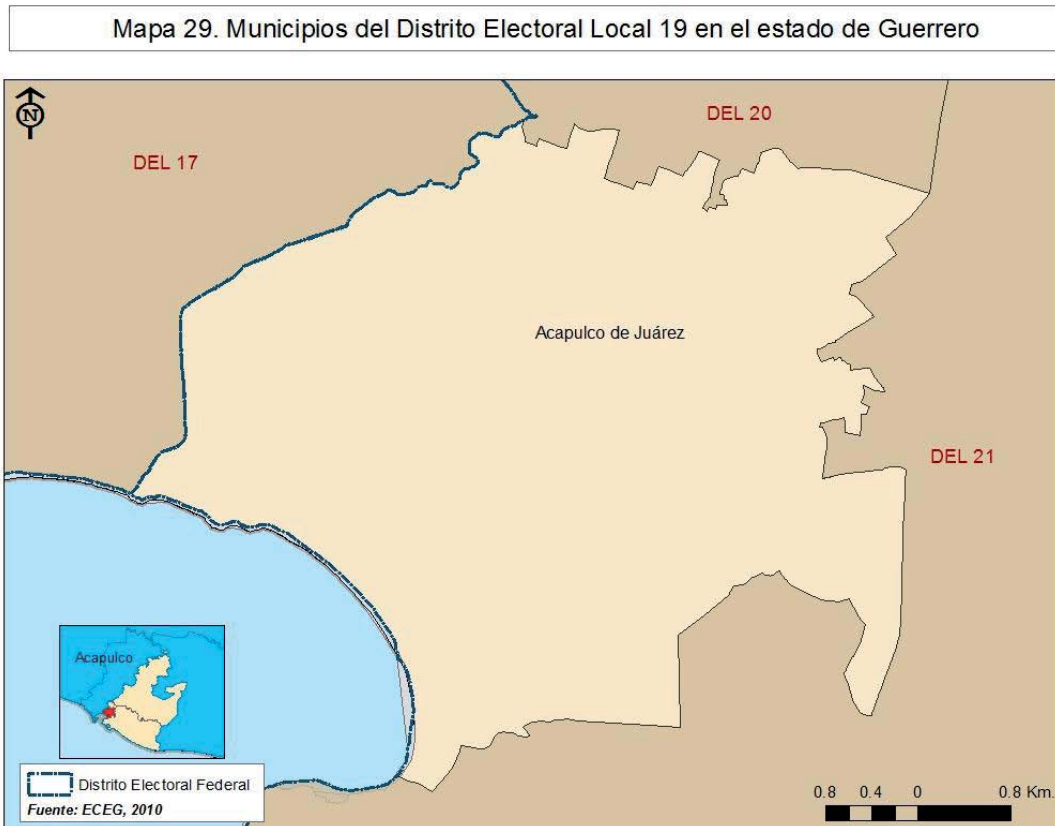 Mapa 29. Municipios del Distrito Electoral Local 19 en el estado de Guerrero
N
DEL 20
DEL 17
Acapulco de Juárez
DEL 21
Acapulco
Distrito Electoral Federal
Fuente: ECEG, 2010
0.8 0.4 0 0.8 Km.